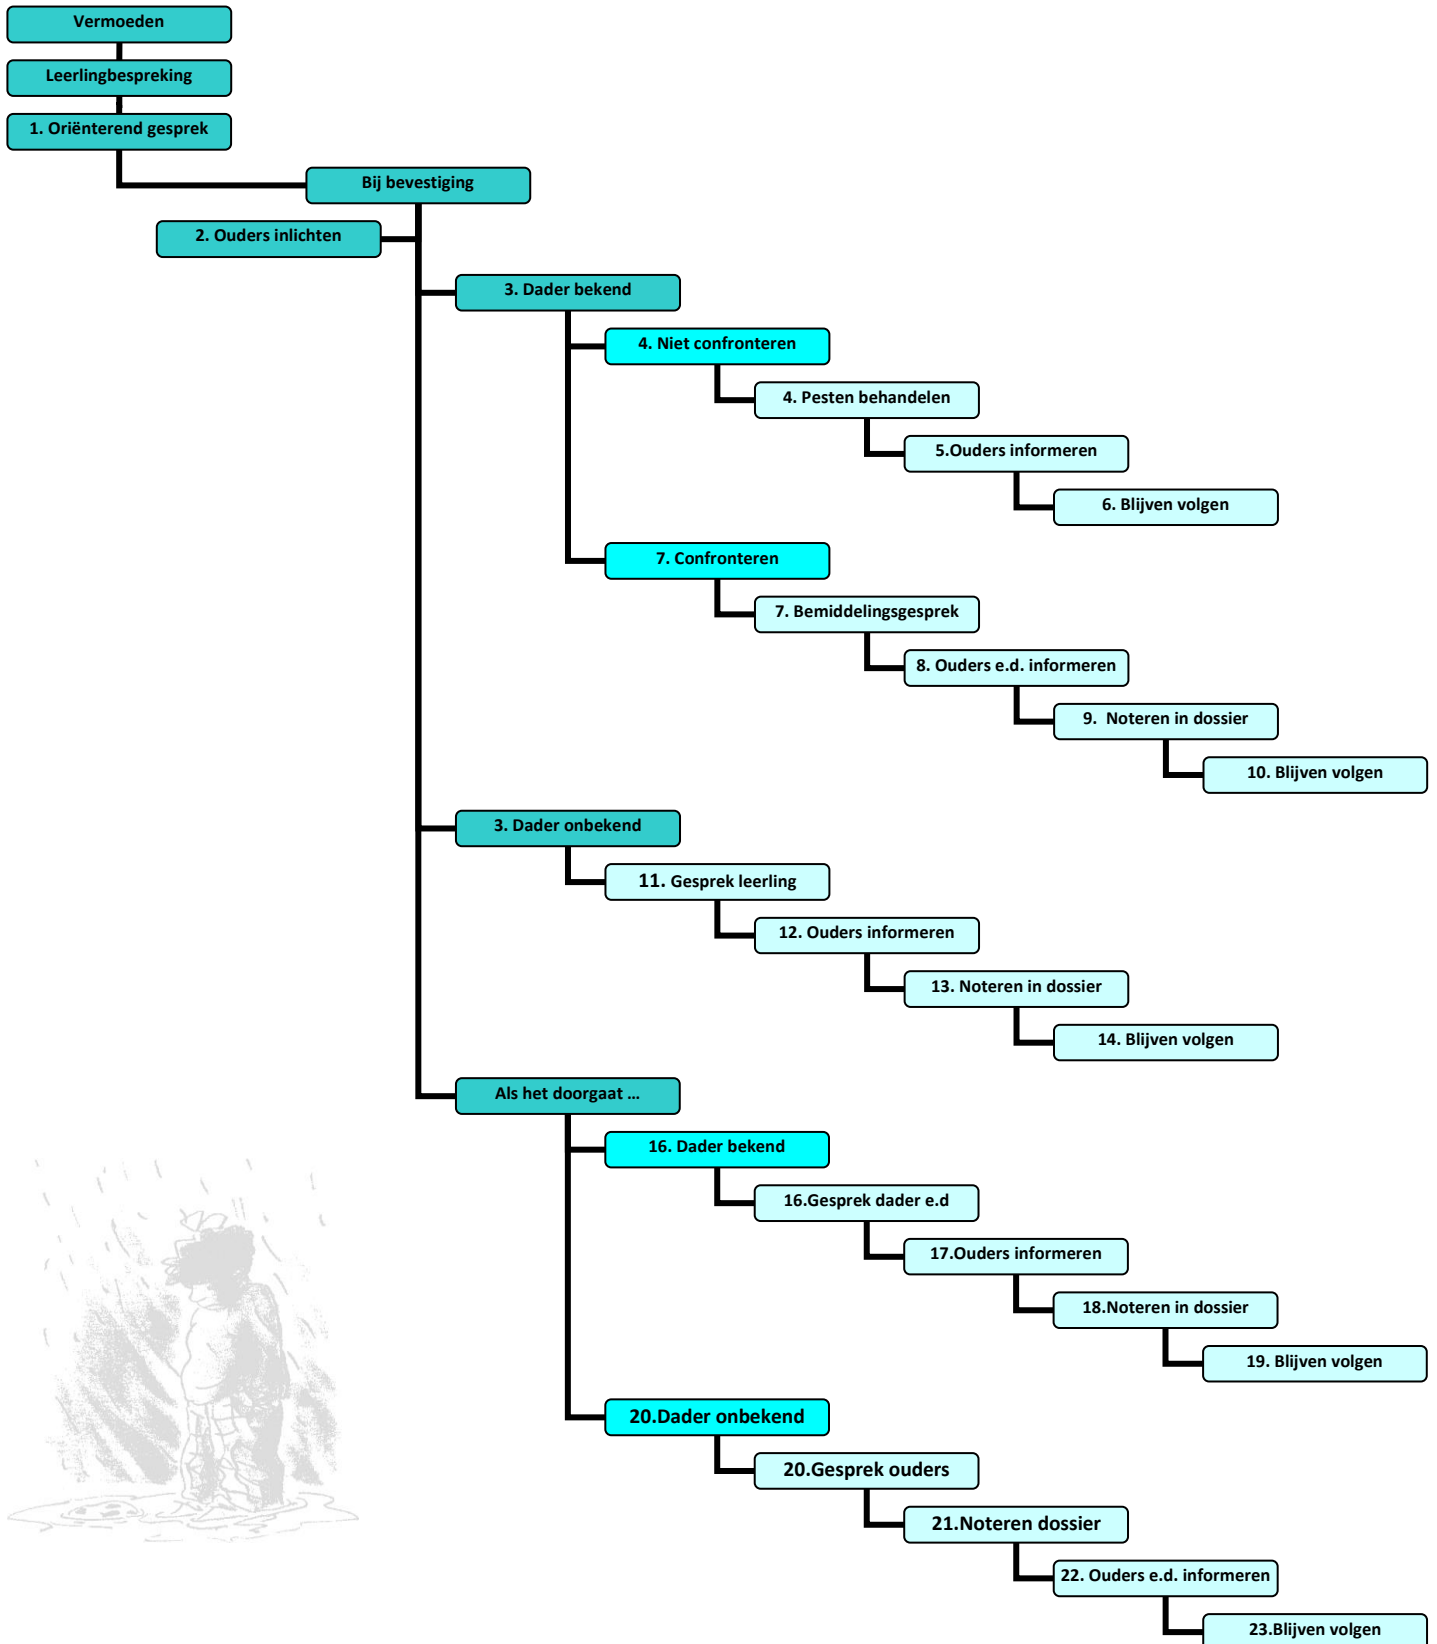 Vermoeden
Leerlingbespreking
1. Oriënterend gesprek
Bij bevestiging
2. Ouders inlichten
3. Dader bekend
4. Niet confronteren
4. Pesten behandelen
5.Ouders informeren
6. Blijven volgen
7. Confronteren
7. Bemiddelingsgesprek
8. Ouders e.d. informeren
9. Noteren in dossier
10. Blijven volgen
3. Dader onbekend
11. Gesprek leerling
12. Ouders informeren
13. Noteren in dossier
14. Blijven volgen
Als het doorgaat ...
16. Dader bekend
16.Gesprek dader e.d
17.Ouders informeren
18.Noteren in dossier
19. Blijven volgen
20.Dader onbekend
20.Gesprek ouders
21.Noteren dossier
22. Ouders e.d. informeren
23.Blijven volgen